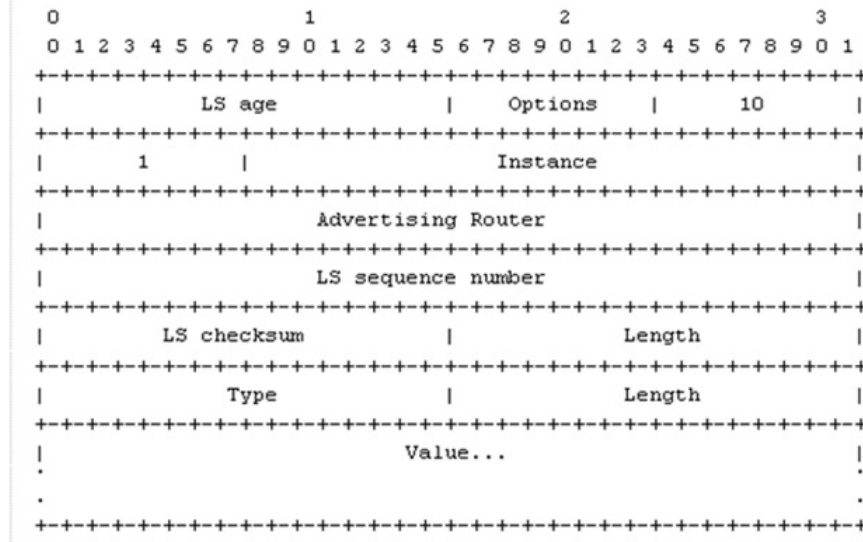 0                   1                   2                   3
0 1 2 3 4 5 6 7 8 9 0 1 2 3 4 5 6 7 8 9 0 1 2 3 4 5 6 7 8 9 0 1
+-+-+-+-+-+-+-+-+-+-+-+-+-+-+-+-+-+-+-+-+-+-+-+-+-+-+-+-+-+-+-+-+
| LS age | Options | 10 |
+-+-+-+-+-+-+-+-+-+-+-+-+-+-+-+-+-+-+-+-+-+-+-+-+-+-+-+-+-+-+-+-+
| 1 | Instance |
+-+-+-+-+-+-+-+-+-+-+-+-+-+-+-+-+-+-+-+-+-+-+-+-+-+-+-+-+-+-+-+-+
| Advertising Router |
+-+-+-+-+-+-+-+-+-+-+-+-+-+-+-+-+-+-+-+-+-+-+-+-+-+-+-+-+-+-+-+-+
| LS sequence number |
+-+-+-+-+-+-+-+-+-+-+-+-+-+-+-+-+-+-+-+-+-+-+-+-+-+-+-+-+-+-+-+-+
| LS checksum | Length |
+-+-+-+-+-+-+-+-+-+-+-+-+-+-+-+-+-+-+-+-+-+-+-+-+-+-+-+-+-+-+-+-+
| Type | Length |
+-+-+-+-+-+-+-+-+-+-+-+-+-+-+-+-+-+-+-+-+-+-+-+-+-+-+-+-+-+-+-+-+
| Value... |
. .
. .
+-+-+-+-+-+-+-+-+-+-+-+-+-+-+-+-+-+-+-+-+-+-+-+-+-+-+-+-+-+-+-+-+